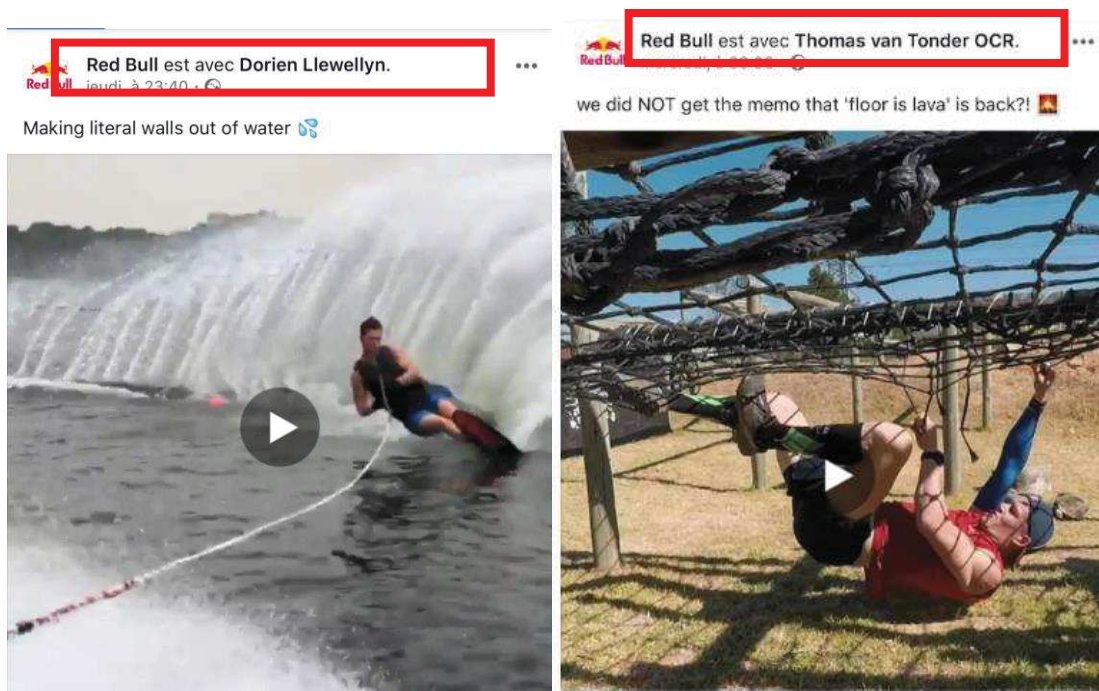 Red Bull est avec Dorien Llewellyn.
Red Bull
jeudi, à 23:40
Making literal walls out of water
Red Bull est avec Thomas van Tonder OCR.
Red Bull
we did NOT get the memo that 'floor is lava' is back?!